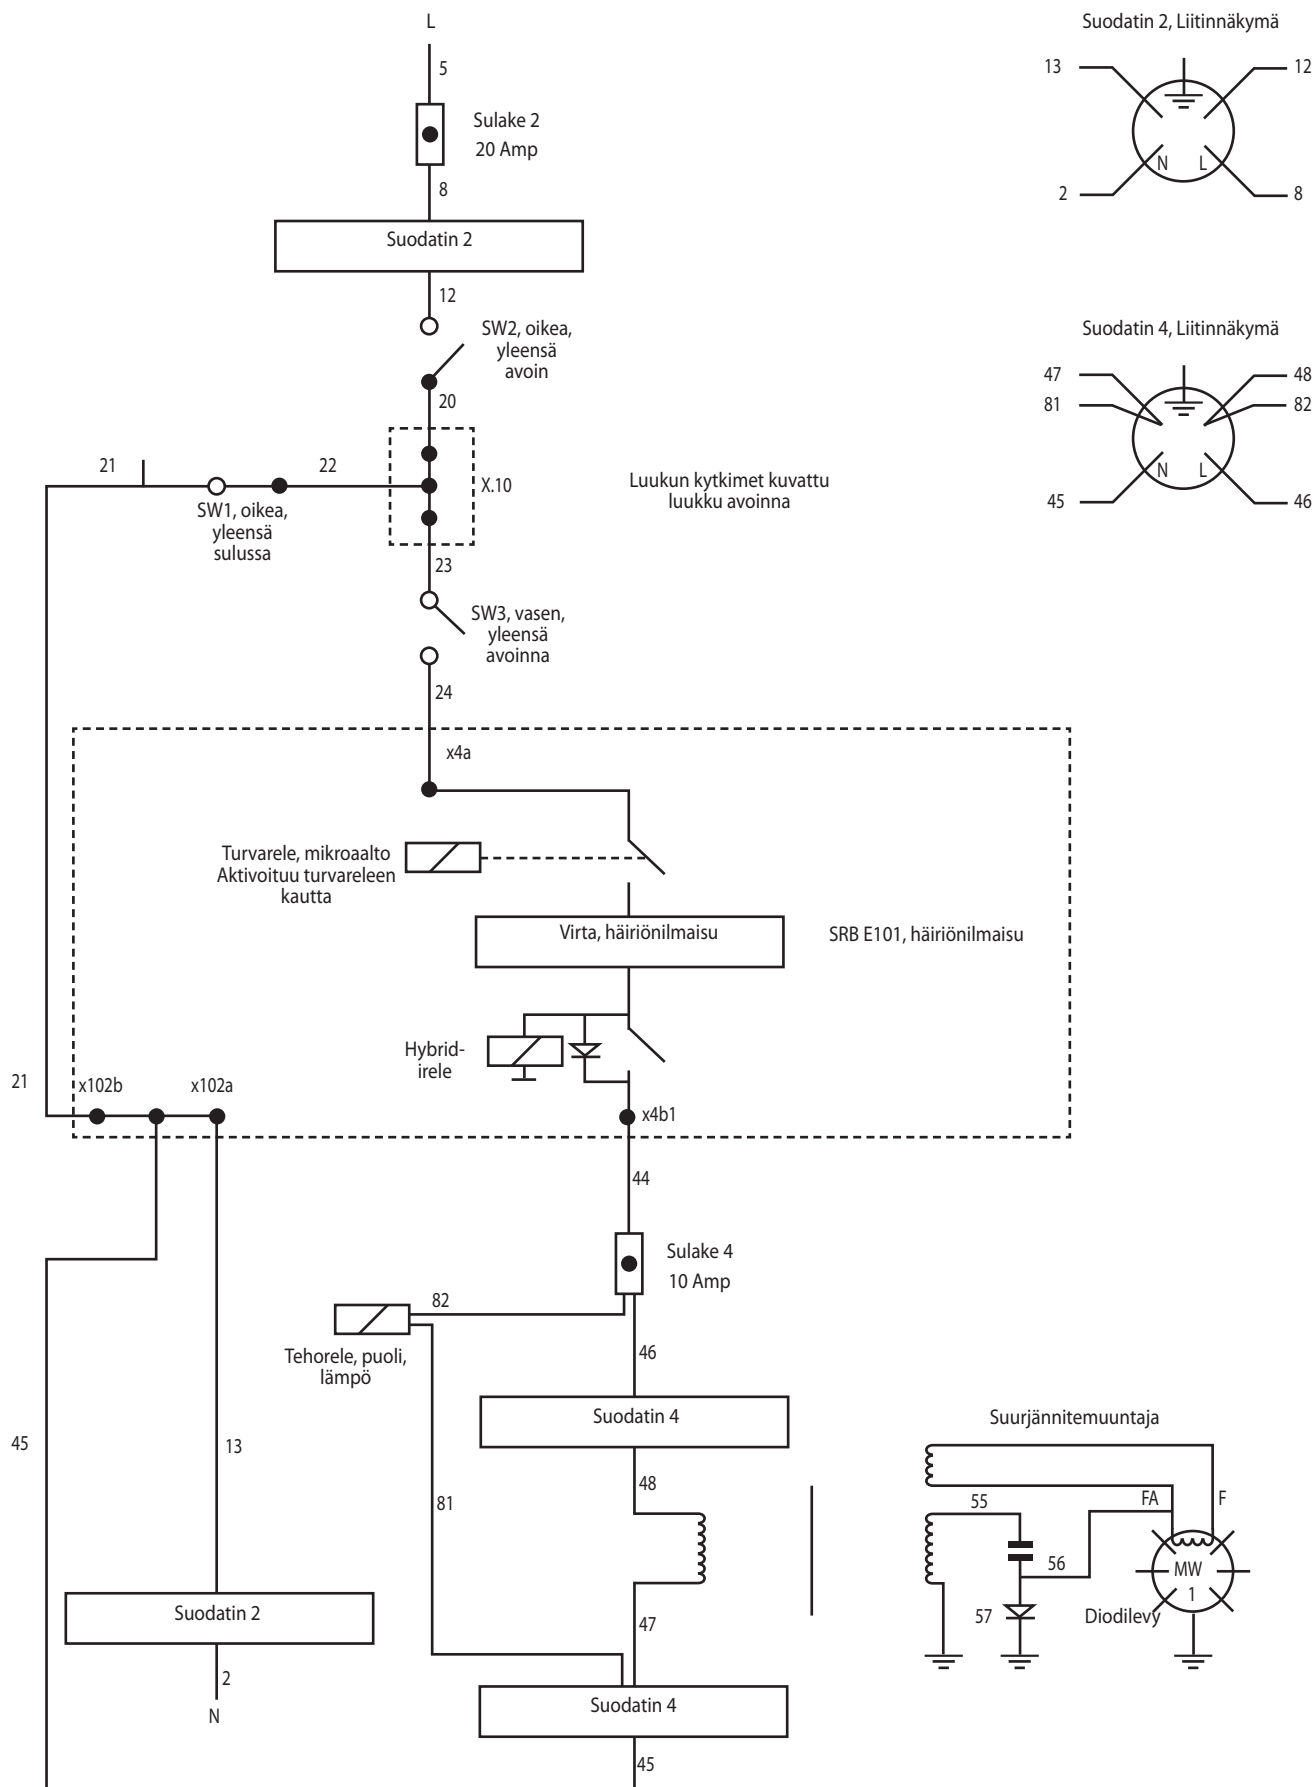 L
5
Sulake 2
20 Amp
8
Suodatin 2
12
SW2, oikea,
yleensä
avoin
20
21
22
X.10
SW1, oikea,
yleensä
sulussa
Luukun kytkimet kuvattu
luukku avoinna
23
SW3, vasen,
yleensä
avoinna
24
x4a
Turvarele, mikroaalto
Aktivoituu turvareleen
kautta
Virta, häiriönilmaisu
SRB E101, häiriönilmaisu
Hybrid-
irele
21
x102b
x102a
x4b1
44
Sulake 4
10 Amp
82
Tehorele, puoli,
lämpö
46
Suodatin 4
45
13
81
48
47
Suodatin 2
2
N
Suodatin 4
45
Suodatin 2, Liitinnäkymä
13
12
N
L
2
8
Suodatin 4, Liitinnäkymä
47
48
81
82
N
L
45
46
Suurjännitemuuntaja
55
FA
F
56
MW
1
57
Diodilevy